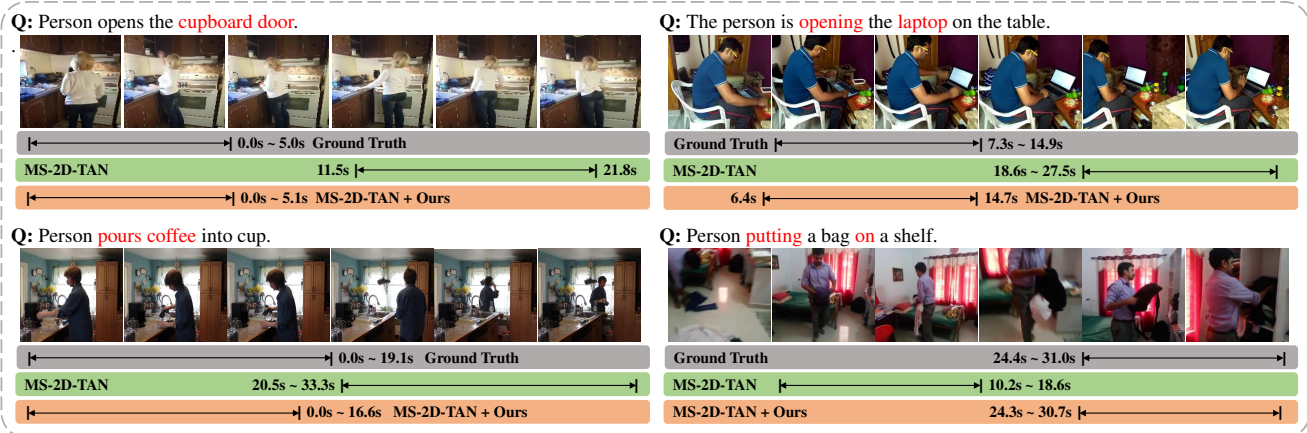 Q: Person opens the cupboard door.
0.0s ~ 5.0s Ground Truth
MS-2D-TAN 11.5s 21.8s
0.0s ~ 5.1s MS-2D-TAN + Ours
Q: The person is opening the laptop on the table.
Ground Truth 7.3s ~ 14.9s
MS-2D-TAN 18.6s ~ 27.5s
6.4s 14.7s MS-2D-TAN + Ours
Q: Person pours coffee into cup.
0.0s ~ 19.1s Ground Truth
MS-2D-TAN 20.5s ~ 33.3s
0.0s ~ 16.6s MS-2D-TAN + Ours
Q: Person putting a bag on a shelf.
Ground Truth 24.4s ~ 31.0s
MS-2D-TAN 10.2s ~ 18.6s
MS-2D-TAN + Ours 24.3s ~ 30.7s